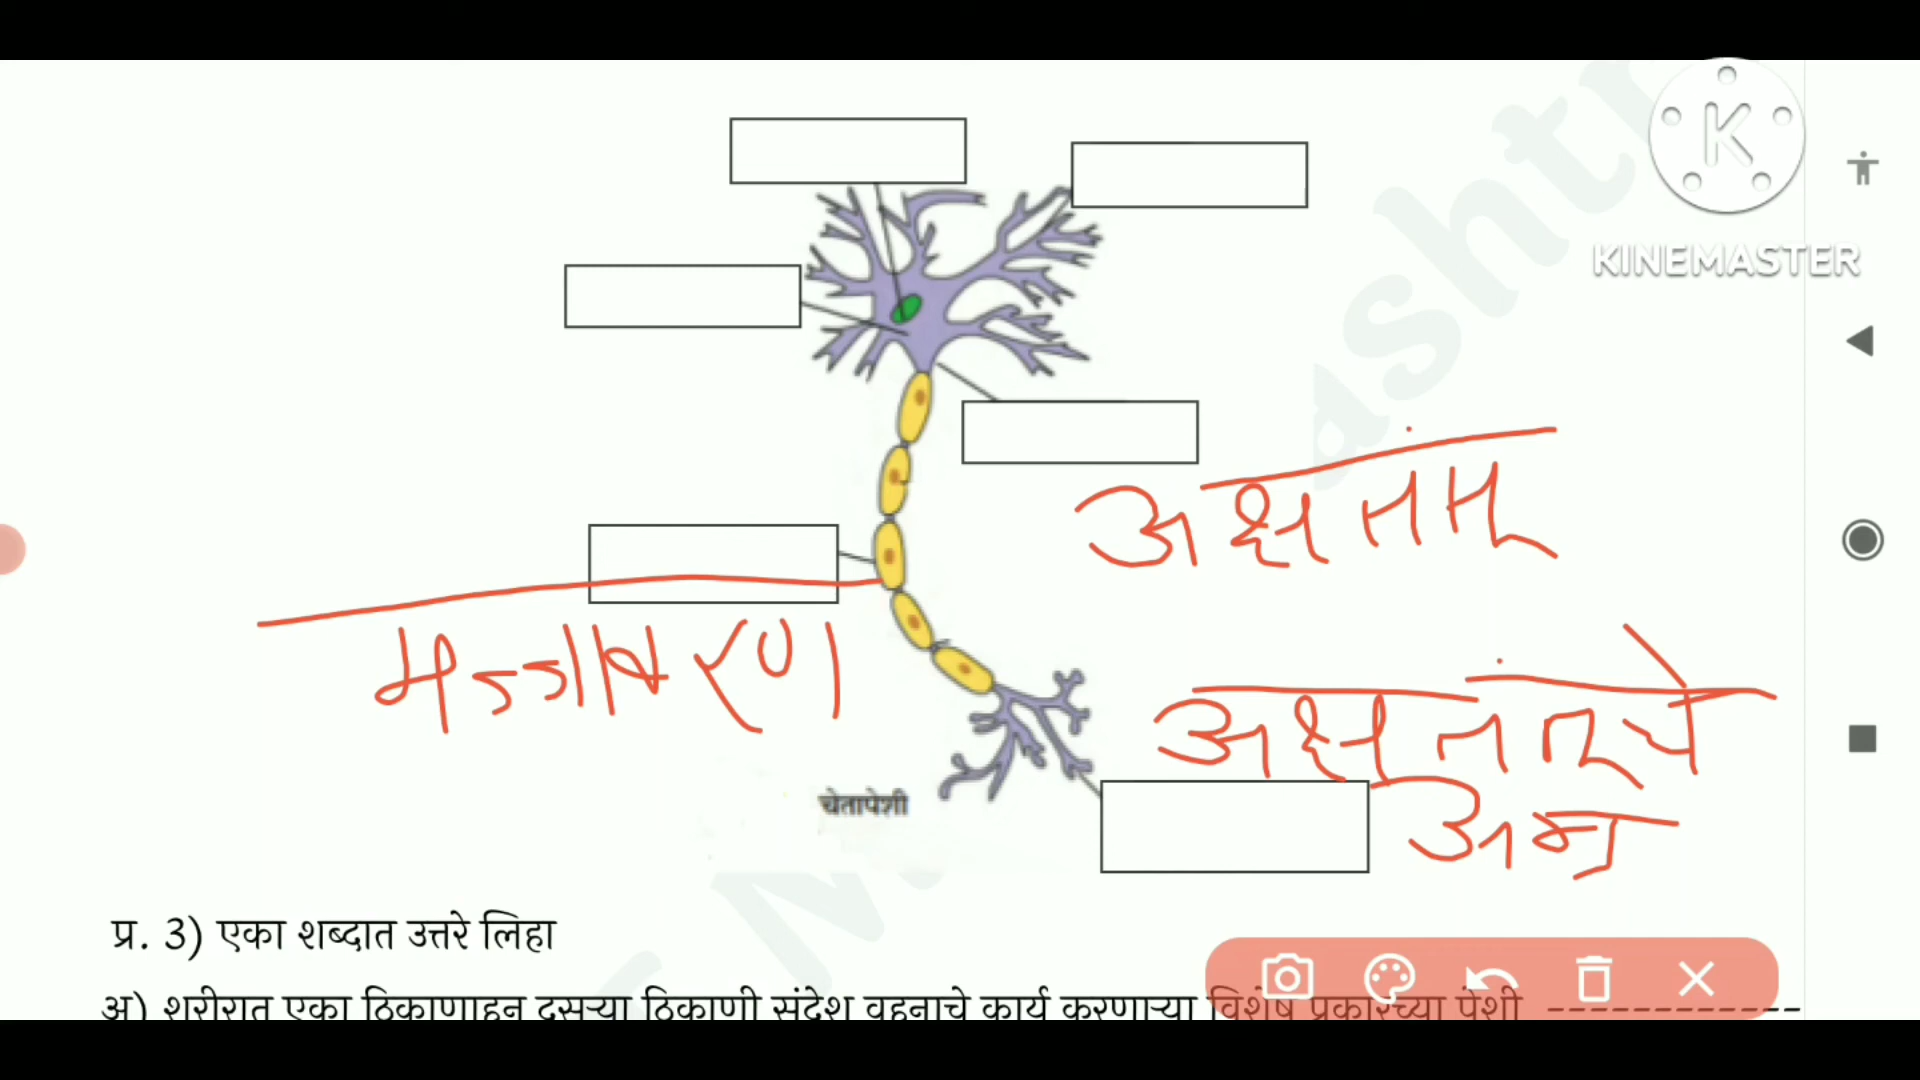 KINEMASTER
अक्षतंतू
मज्जावरण
अक्षतंतूचे
अग्र
चेतापेशी
प्र. 3) एका शब्दात उत्तरे लिहा
अ) शरीरात एका ठिकाणाहून दुसऱ्या ठिकाणी संदेश वहनाचे कार्य करणाऱ्या विशेष प्रकारच्या पेशी ------------